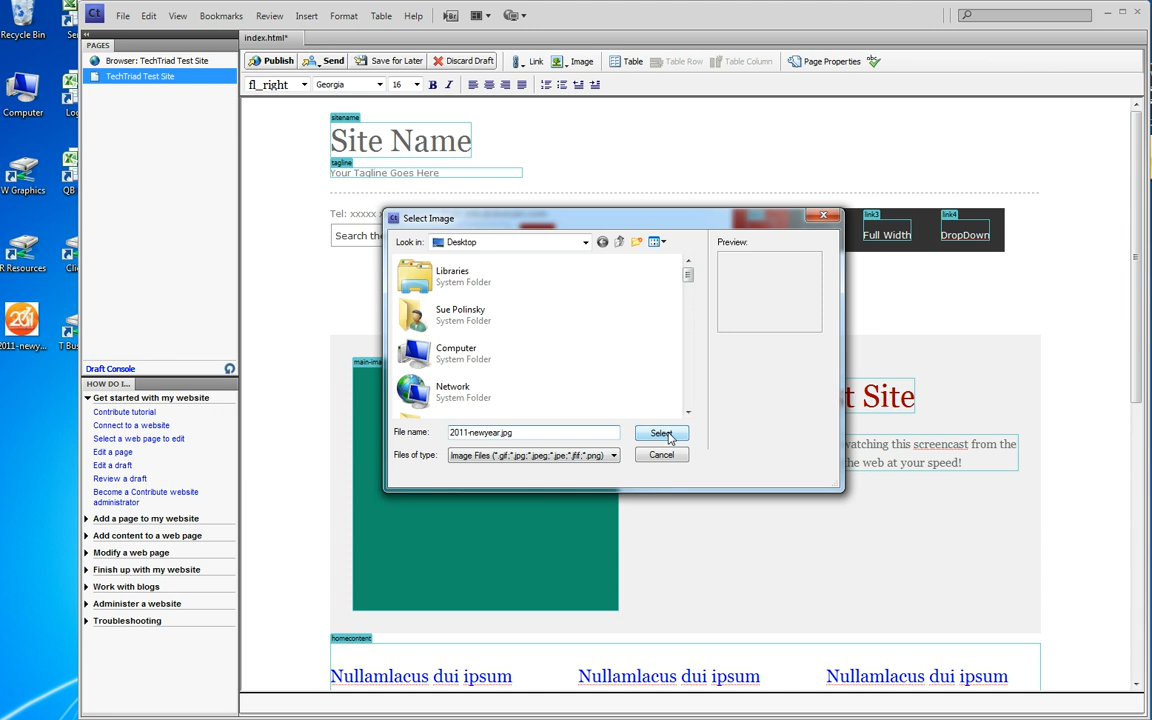 Ct File Edit View Bookmarks Review Insert Format Table Help Br
Recycle Bin
Computer
W Graphics
QB
R Resources
2011-newy...
T Bus
PAGES
Browser: TechTriad Test Site
TechTriad Test Site
Draft Console
HOW DO I...
Get started with my website
Contribute tutorial
Connect to a website
Select a web page to edit
Edit a page
Edit a draft
Review a draft
Become a Contribute website
administrator
Add a page to my website
Add content to a web page
Modify a web page
Finish up with my website
Work with blogs
Administer a website
Troubleshooting
index.html*
Publish Send Save for Later Discard Draft Link Image Table Table Row Table Column Page Properties
fl_right Georgia 16 B I
sitename
Site Name
tagline
Your Tagline Goes Here
Tel: xxxxx
Search the
link3 link4
Full Width DropDown
Ct Select Image
Look in: Desktop
Preview:
Libraries
System Folder
Sue Polinsky
System Folder
Computer
System Folder
Network
System Folder
File name: 2011-newyear.jpg Select
Files of type: Image Files (*.gif;*.jpg;*.jpeg;*.jpe;*.jfif;*.png) Cancel
main-ima
t Site
watching this screencast from the
the web at your speed!
homecontent
Nullamlacus dui ipsum Nullamlacus dui ipsum Nullamlacus dui ipsum